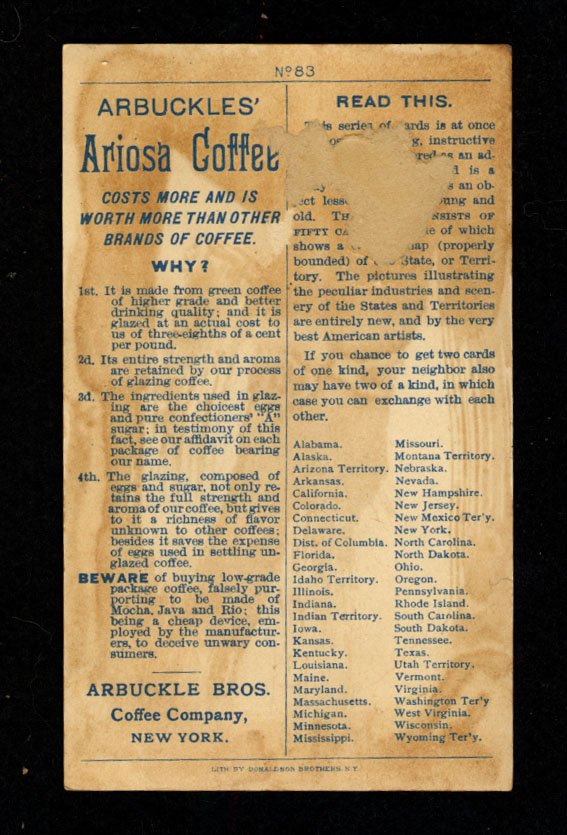 No 83
ARBUCKLES'
Ariosa Coffee
COSTS MORE AND IS
WORTH MORE THAN OTHER
BRANDS OF COFFEE.
WHY?
1st. It is made from green coffee
of higher grade and better
drinking quality; and it is
glazed at an actual cost to
us of three-eighths of a cent
per pound.
2d. Its entire strength and aroma
are retained by our process
of glazing coffee.
3d. The ingredients used in glaz-
ing are the choicest eggs
and pure confectioners' "A"
sugar; in testimony of this
fact, see our affidavit on each
package of coffee bearing
our name.
4th. The glazing, composed of
eggs and sugar, not only re-
tains the full strength and
aroma of our coffee, but gives
to it a richness of flavor
unknown to other coffees;
besides it saves the expense
of eggs used in settling un-
glazed coffee.
BEWARE of buying low-grade
package coffee, falsely pur-
porting to be made of
Mocha, Java and Rio; this
being a cheap device, em-
ployed by the manufactur-
ers, to deceive unwary con-
sumers.
ARBUCKLE BROS.
Coffee Company,
NEW YORK.
READ THIS.
series of cards is at once
instructive
as an ad-
is a
an ob-
ject and
old. OF
FIFTY of which
shows a (properly
bounded) of State, or Terri-
tory. The pictures illustrating
the peculiar industries and scen-
ery of the States and Territories
are entirely new, and by the very
best American artists.
If you chance to get two cards
of one kind, your neighbor also
may have two of a kind, in which
case you can exchange with each
other.
Alabama.
Alaska.
Arizona Territory.
Arkansas.
California.
Colorado.
Connecticut.
Delaware.
Dist. of Columbia.
Florida.
Georgia.
Idaho Territory.
Illinois.
Indiana.
Indian Territory.
Iowa.
Kansas.
Kentucky.
Louisiana.
Maine.
Maryland.
Massachusetts.
Michigan.
Minnesota.
Mississippi.
Missouri.
Montana Territory.
Nebraska.
Nevada.
New Hampshire.
New Jersey.
New Mexico Ter'y.
New York.
North Carolina.
North Dakota.
Ohio.
Oregon.
Pennsylvania.
Rhode Island.
South Carolina.
South Dakota.
Tennessee.
Texas.
Utah Territory.
Vermont.
Virginia.
Washington Ter'y
West Virginia.
Wisconsin.
Wyoming Ter'y.
LITH BY DONALDSON BROTHERS. N.Y.